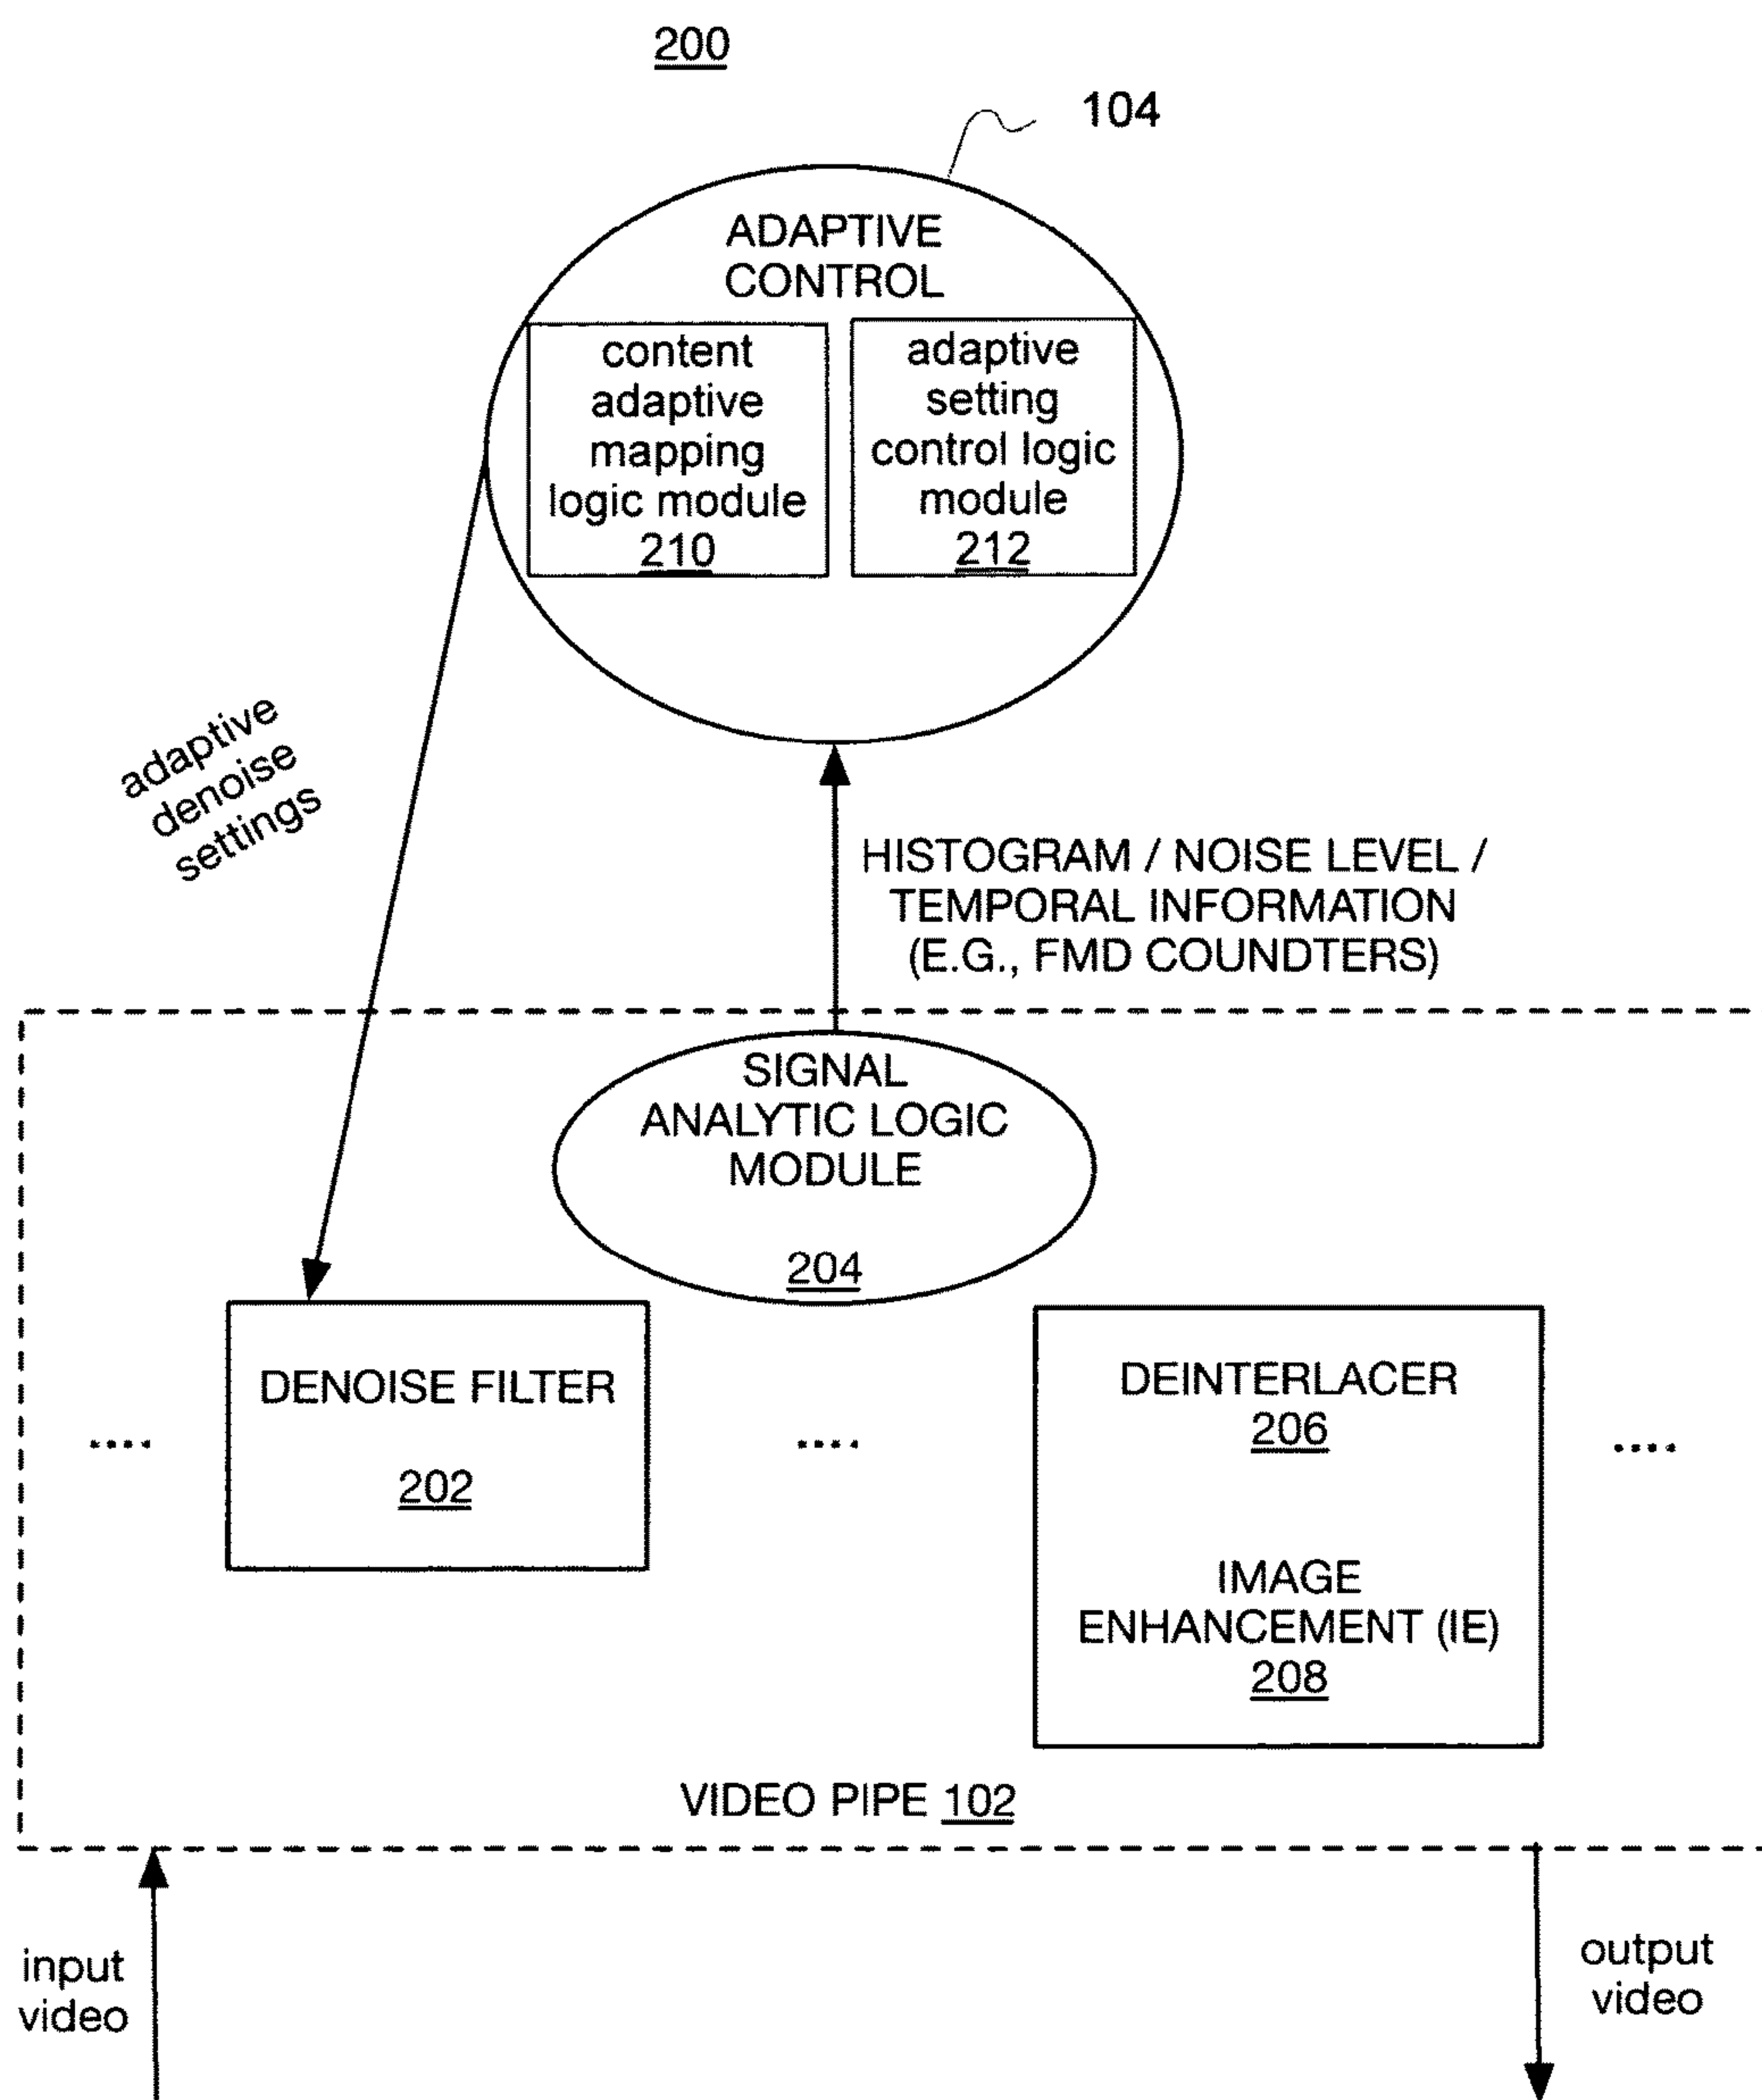 200
104
ADAPTIVE
CONTROL
content
adaptive
mapping
logic module
210
adaptive
setting
control logic
module
212
adaptive
denoise
settings
HISTOGRAM / NOISE LEVEL /
TEMPORAL INFORMATION
(E.G., FMD COUNDTERS)
SIGNAL
ANALYTIC LOGIC
MODULE
204
DENOISE FILTER
202
DEINTERLACER
206
IMAGE
ENHANCEMENT (IE)
208
VIDEO PIPE 102
input
video
output
video